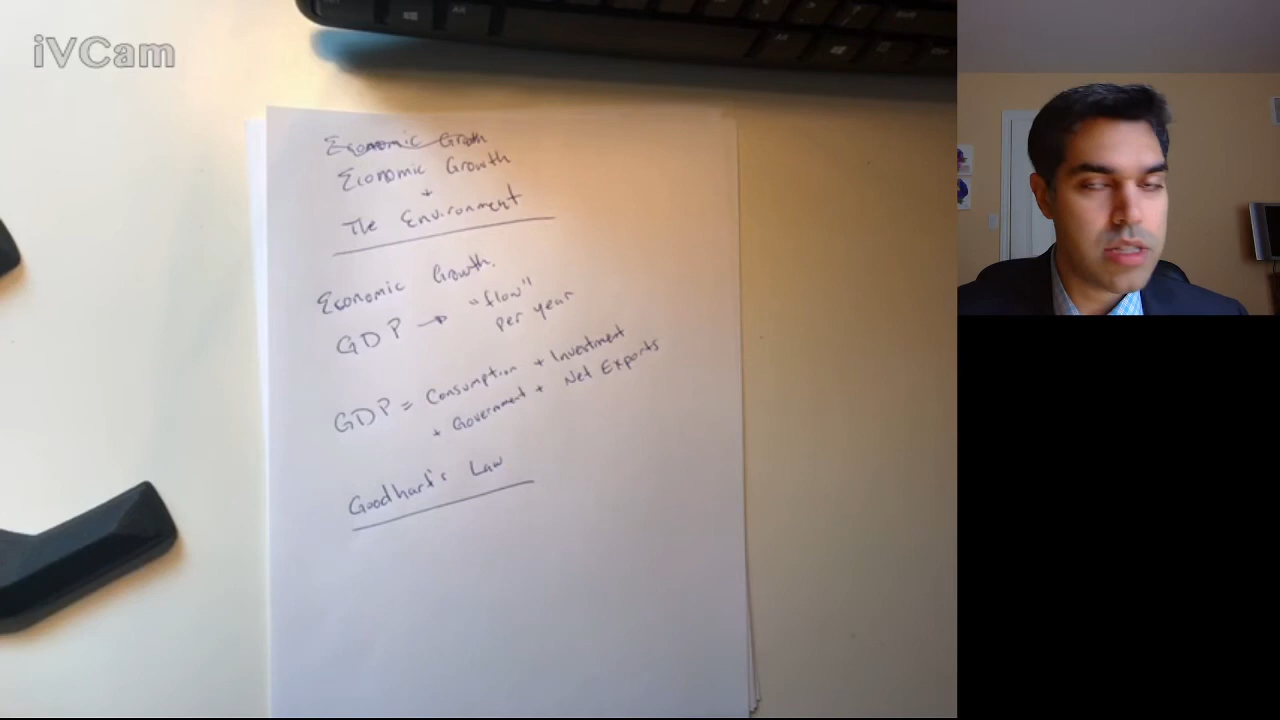 iVCam
Economic Groth
Economic Growth
+
The Environment
Economic Growth.
GDP → "flow"
per year
GDP = Consumption + Investment
+ Government + Net Exports
Goodhart's Law